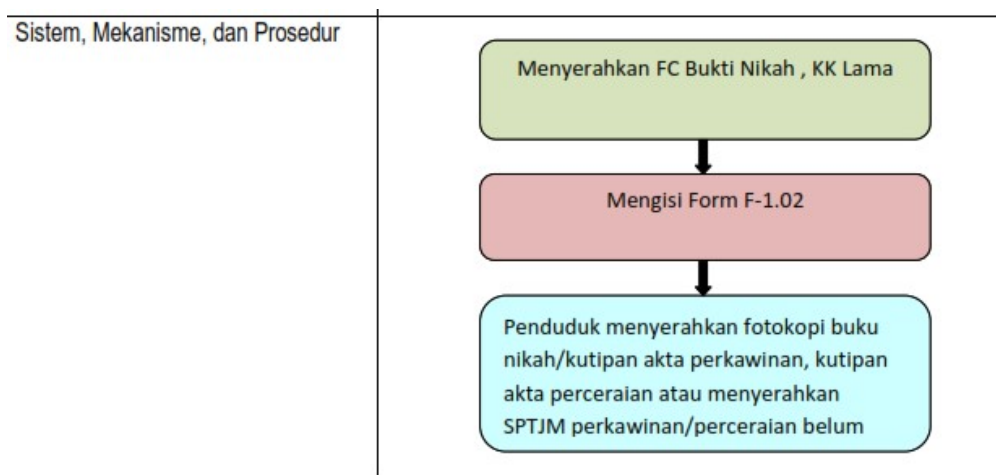 Sistem, Mekanisme, dan Prosedur
Menyerahkan FC Bukti Nikah , KK Lama
Mengisi Form F-1.02
Penduduk menyerahkan fotokopi buku
nikah/kutipan akta perkawinan, kutipan
akta perceraian atau menyerahkan
SPTJM perkawinan/perceraian belum